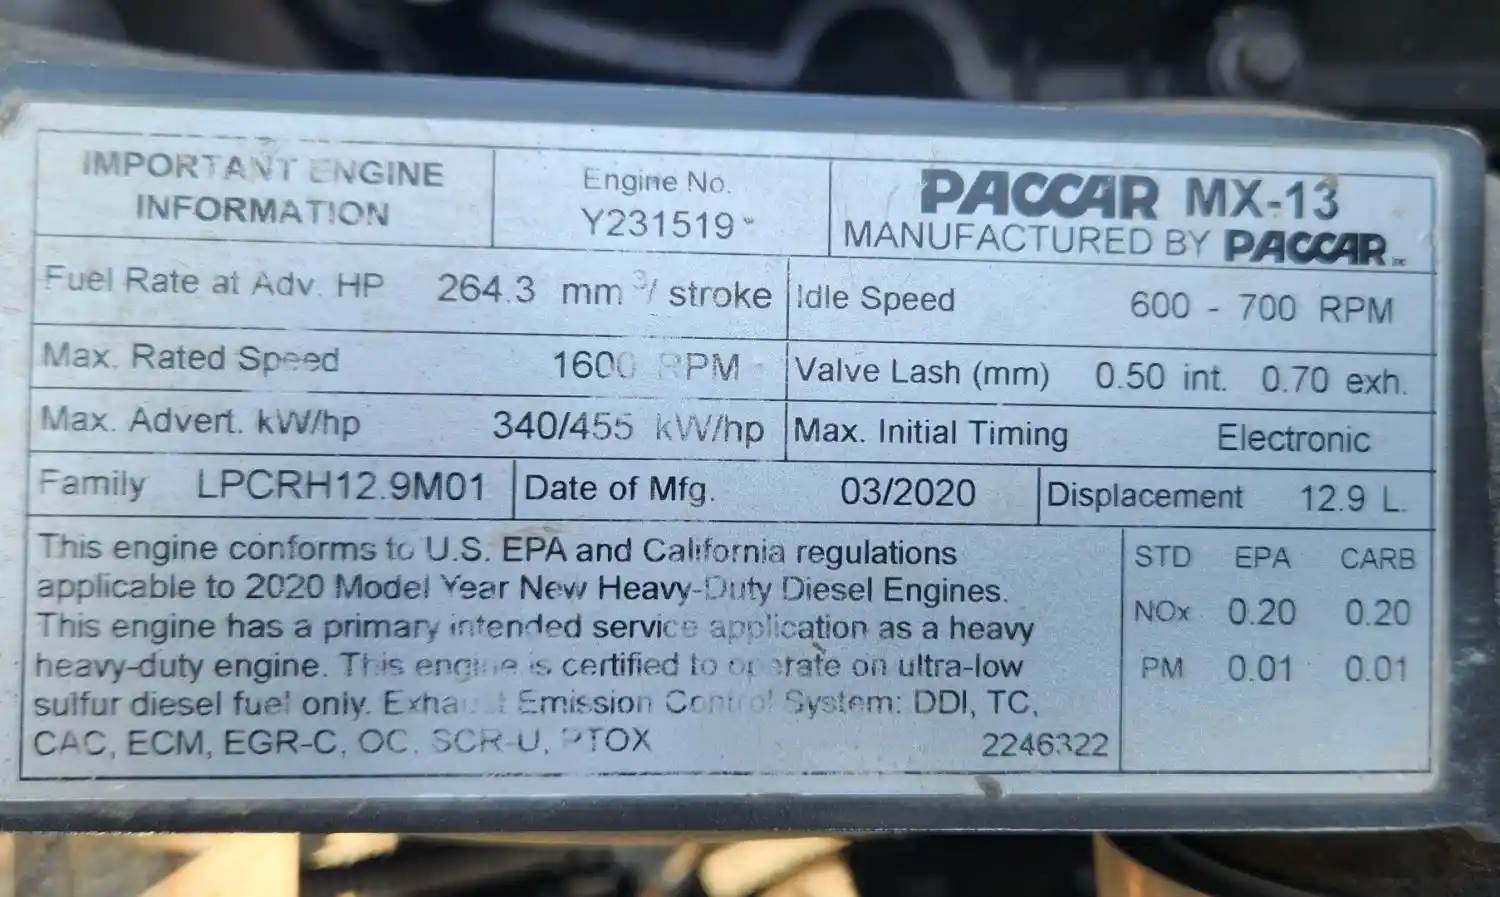 IMPORTANT ENGINE
INFORMATION
Engine No.
Y231519*
PACCAR MX-13
MANUFACTURED BY PACCAR INC
Fuel Rate at Adv. HP 264.3 mm³/ stroke
Idle Speed 600 - 700 RPM
Max. Rated Speed 1600 RPM
Valve Lash (mm) 0.50 int. 0.70 exh.
Max. Advert. kW/hp 340/455 kW/hp
Max. Initial Timing Electronic
Family LPCRH12.9M01
Date of Mfg. 03/2020
Displacement 12.9 L.
This engine conforms to U.S. EPA and California regulations
applicable to 2020 Model Year New Heavy-Duty Diesel Engines.
This engine has a primary intended service application as a heavy
heavy-duty engine. This engine is certified to operate on ultra-low
sulfur diesel fuel only. Exhaust Emission Control System: DDI, TC,
CAC, ECM, EGR-C, OC, SCR-U, PTOX
2246322
STD EPA CARB
NOx 0.20 0.20
PM 0.01 0.01